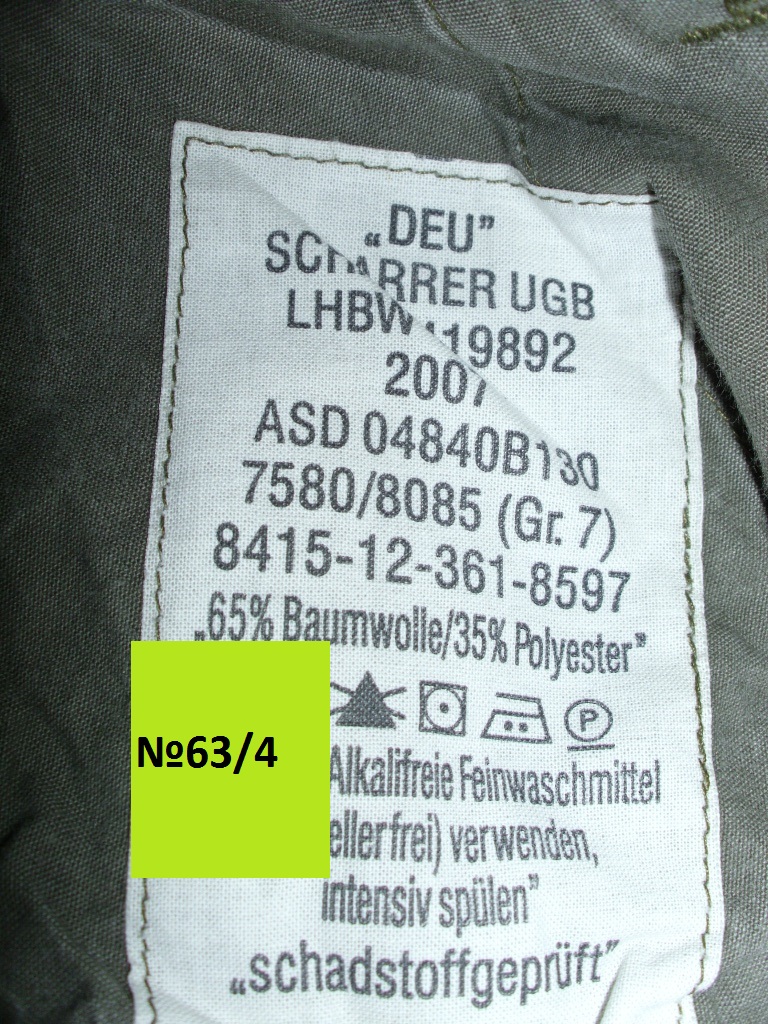 „DEU”
SCHARRER UGB
LHBW 119892
2007
ASD 04840B130
7580/8085 (Gr. 7)
8415-12-361-8597
„65% Baumwolle/35% Polyester”
P
№63/4
Alkalifreie Feinwaschmittel
verwenden,
intensiv spülen”
„schadstoffgeprüft”